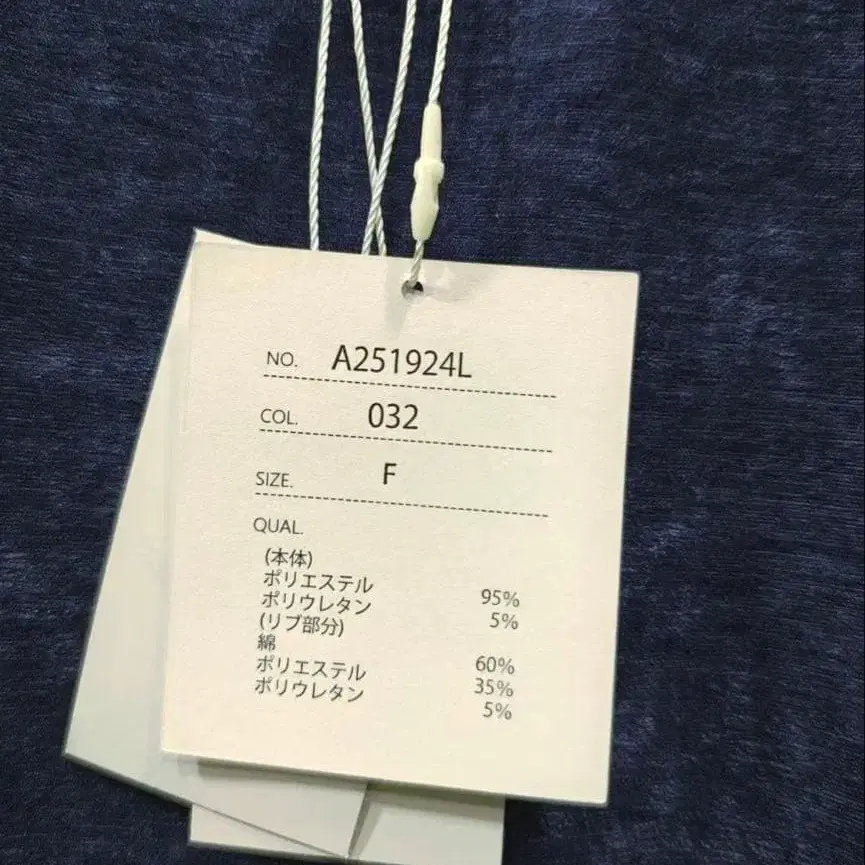 NO. A251924L
COL. 032
SIZE. F
QUAL.
(本体)
ポリエステル 95%
ポリウレタン 5%
(リブ部分)
綿 60%
ポリエステル 35%
ポリウレタン 5%